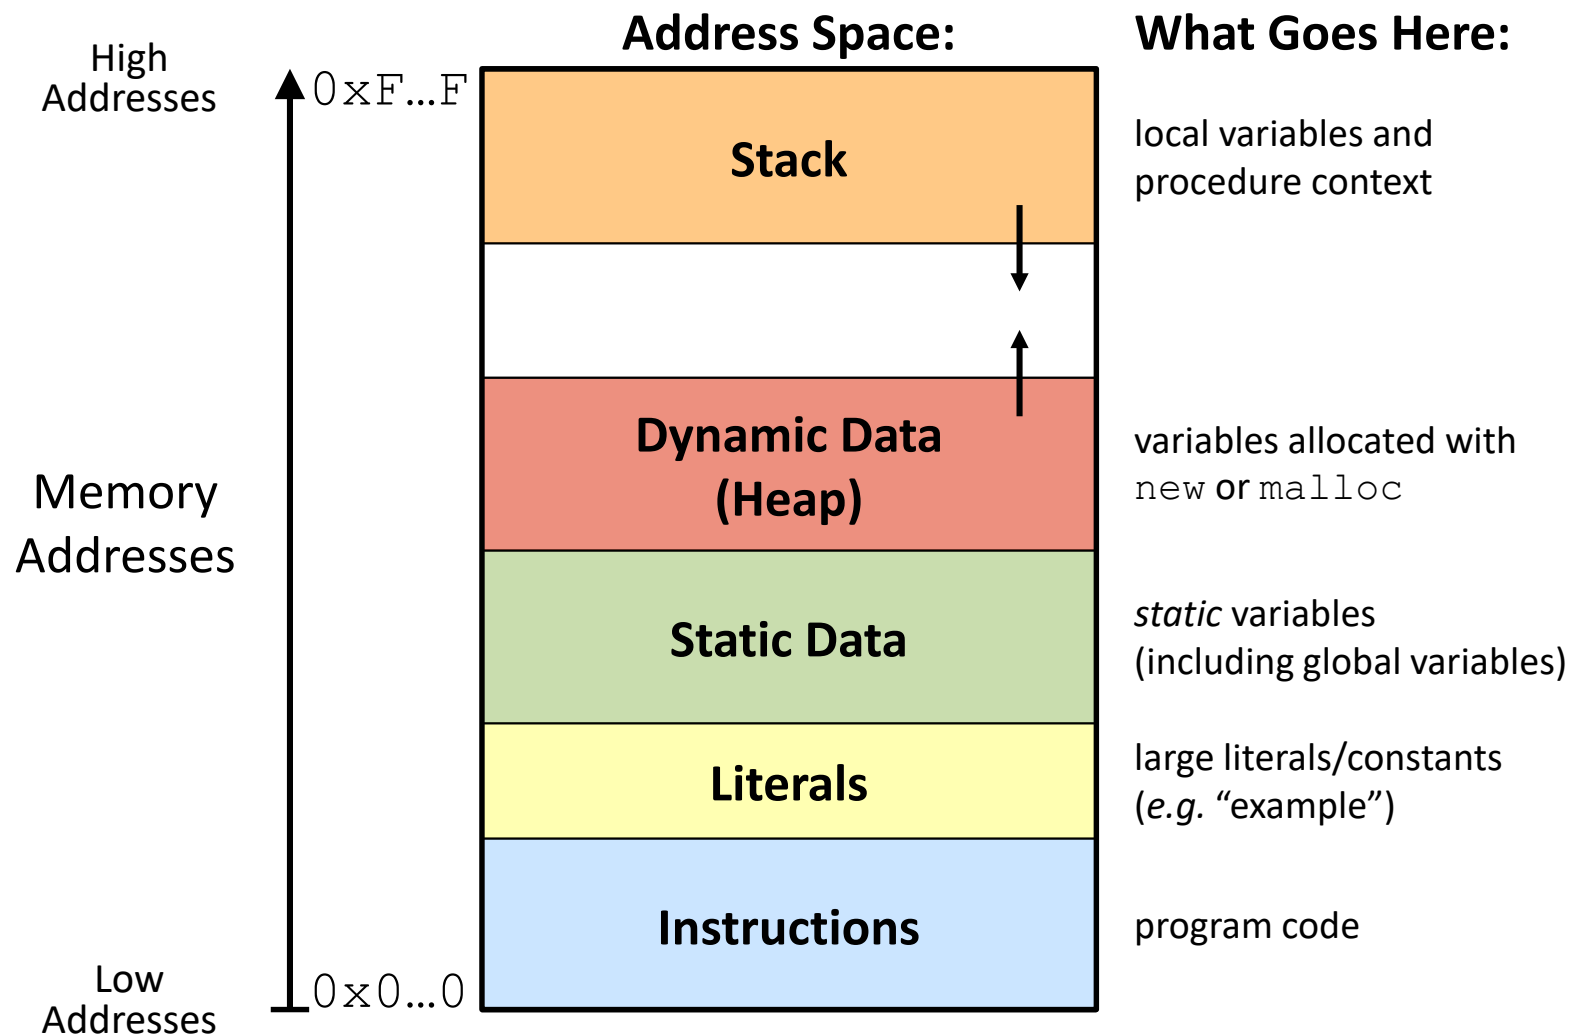 Address Space:
What Goes Here:
High
Addresses
0xF...F
Stack
local variables and
procedure context
Dynamic Data
(Heap)
variables allocated with
new or malloc
Memory
Addresses
Static Data
static variables
(including global variables)
Literals
large literals/constants
(e.g. “example”)
Instructions
program code
Low
Addresses
0x0...0